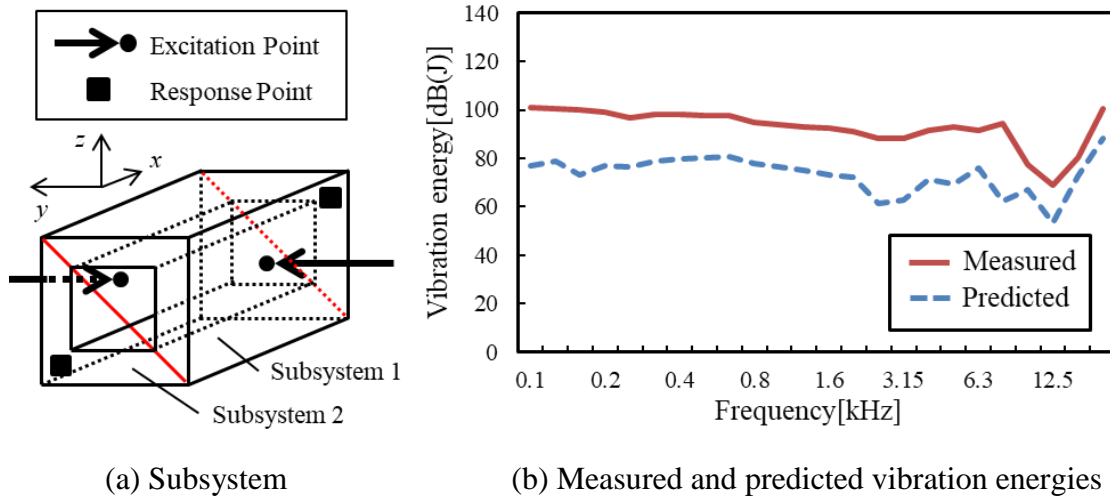 Excitation Point
Response Point
z
x
y
Subsystem 1
Subsystem 2
(a) Subsystem
Vibration energy[dB(J)]
140
120
100
80
60
40
20
0
Measured
Predicted
0.1 0.2 0.4 0.8 1.6 3.15 6.3 12.5
Frequency[kHz]
(b) Measured and predicted vibration energies